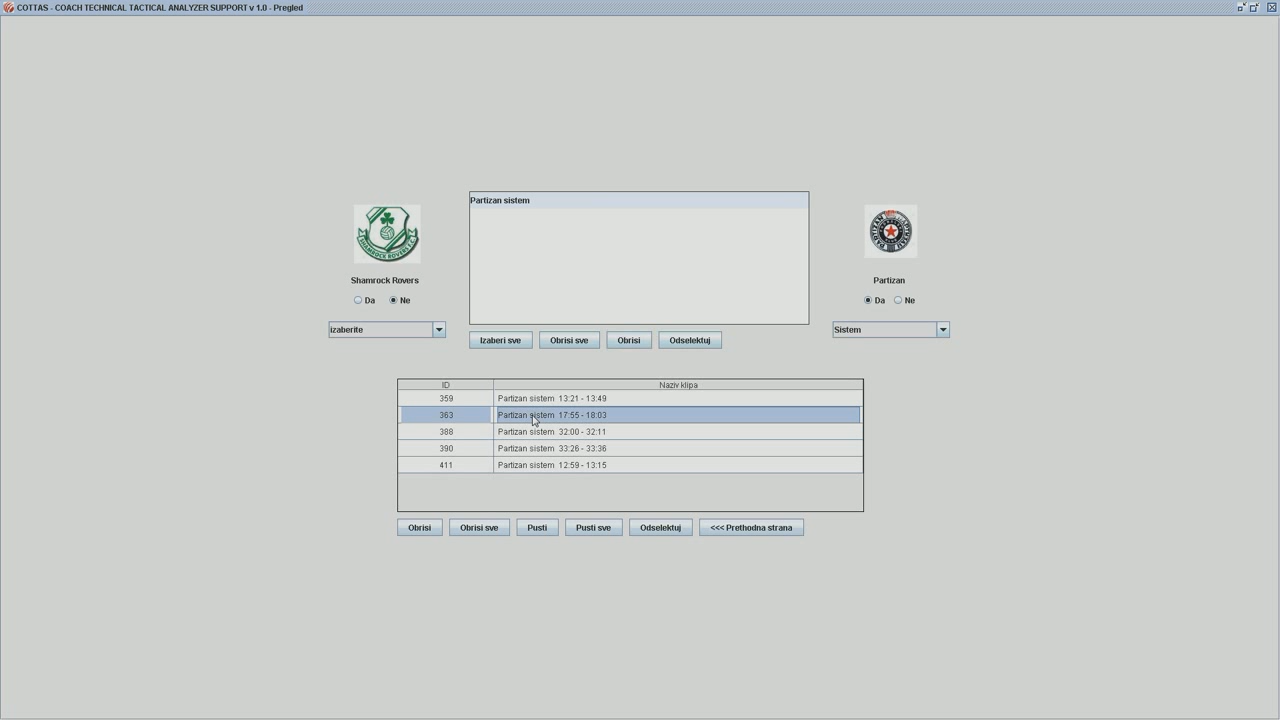 COTTAS - COACH TECHNICAL TACTICAL ANALYZER SUPPORT v 1.0 - Pregled
Partizan sistem
SHAMROCK ROVERS F.C.
Shamrock Rovers
Da Ne
izaberite
Partizan
Da Ne
Sistem
Izaberi sve Obrisi sve Obrisi Odselektuj
ID Naziv klipa
359 Partizan sistem 13:21 - 13:49
363 Partizan sistem 17:55 - 18:03
388 Partizan sistem 32:00 - 32:11
390 Partizan sistem 33:26 - 33:36
411 Partizan sistem 12:59 - 13:15
Obrisi Obrisi sve Pusti Pusti sve Odselektuj <<< Prethodna strana